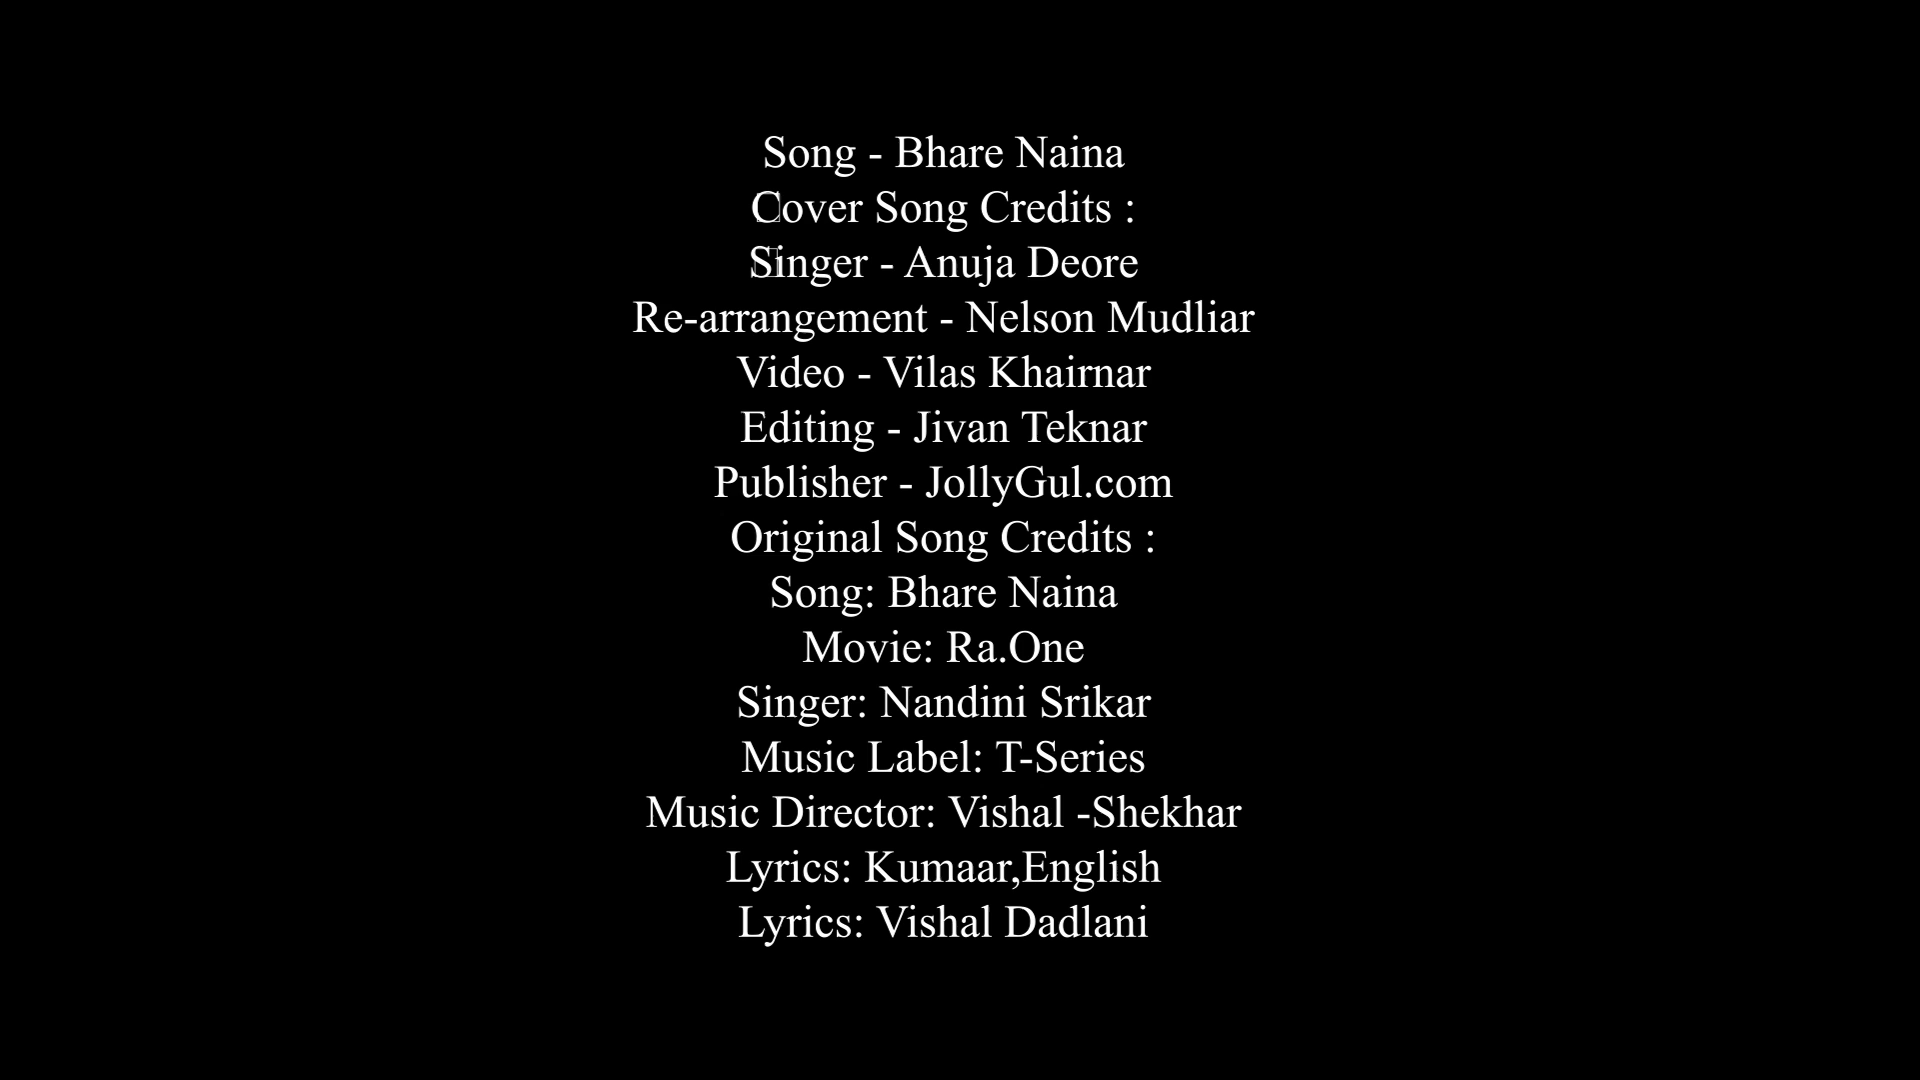 Song - Bhare Naina
Cover Song Credits :
Singer - Anuja Deore
Re-arrangement - Nelson Mudliar
Video - Vilas Khairnar
Editing - Jivan Teknar
Publisher - JollyGul.com
Original Song Credits :
Song: Bhare Naina
Movie: Ra.One
Singer: Nandini Srikar
Music Label: T-Series
Music Director: Vishal -Shekhar
Lyrics: Kumaar,English
Lyrics: Vishal Dadlani